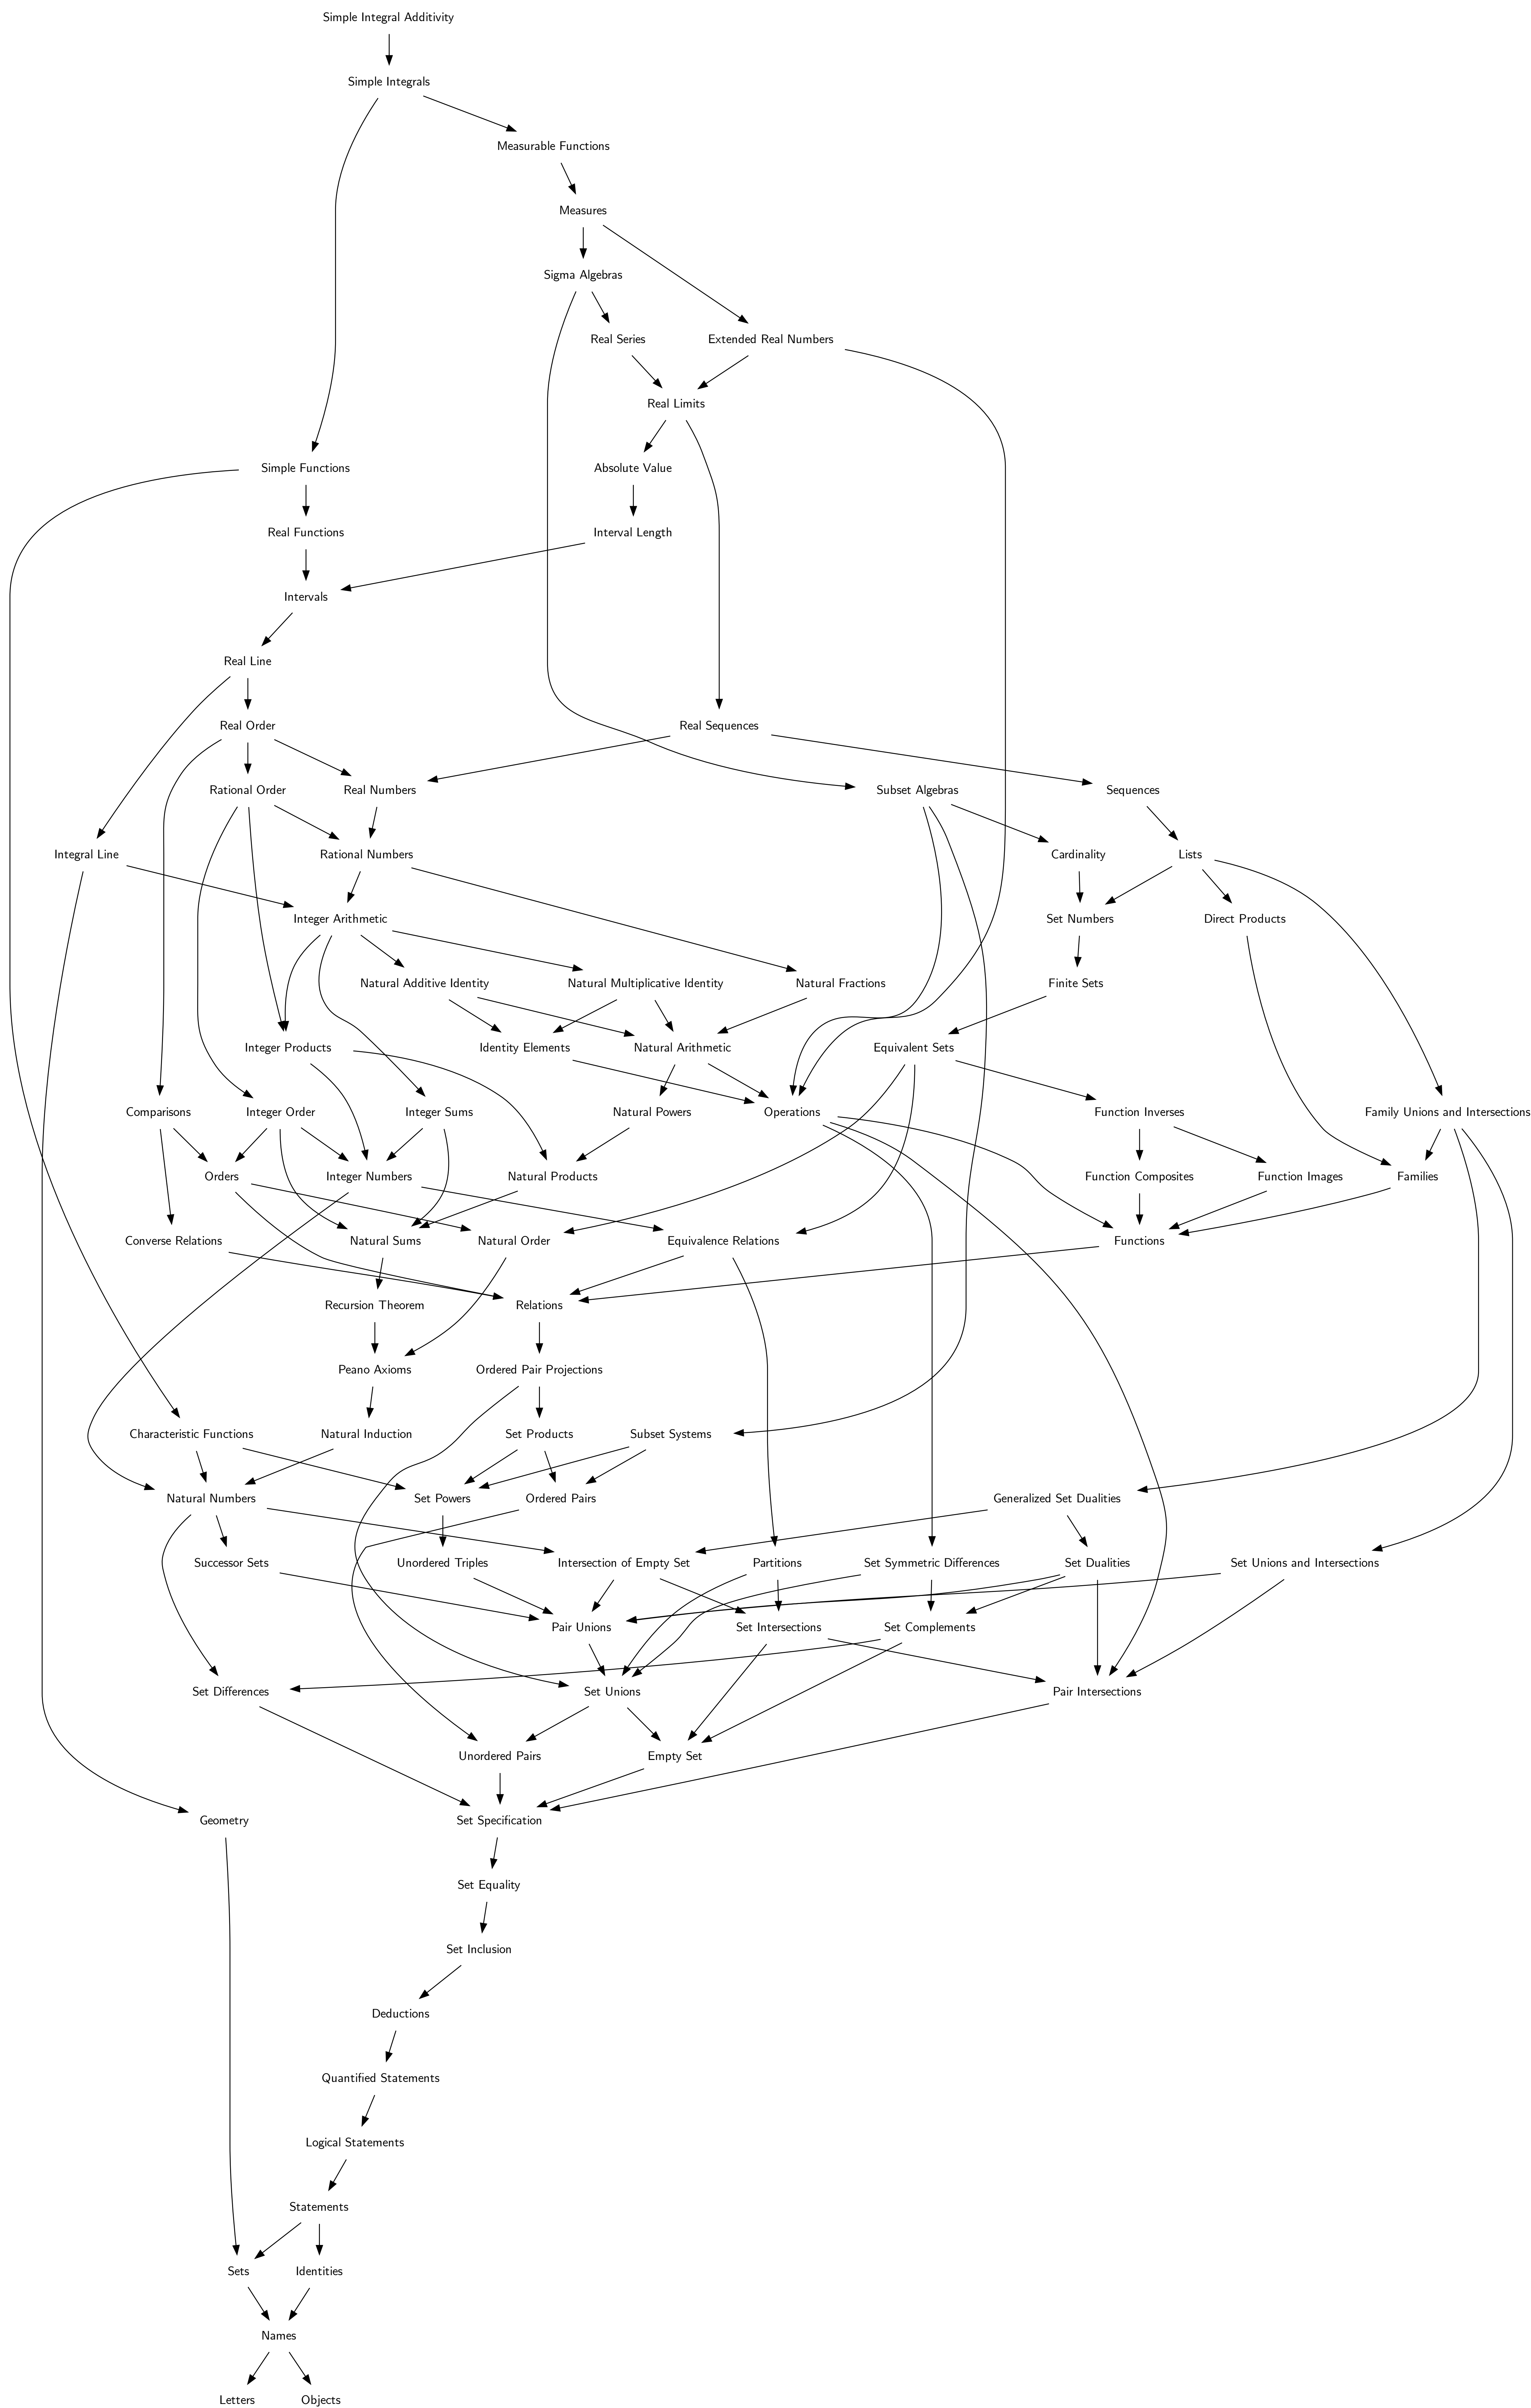 Simple Integral Additivity
Simple Integrals
Measurable Functions
Measures
Sigma Algebras
Real Series
Extended Real Numbers
Real Limits
Simple Functions
Absolute Value
Real Functions
Interval Length
Intervals
Real Line
Real Order
Real Sequences
Rational Order
Real Numbers
Subset Algebras
Sequences
Integral Line
Rational Numbers
Cardinality
Lists
Integer Arithmetic
Set Numbers
Direct Products
Natural Additive Identity
Natural Multiplicative Identity
Natural Fractions
Finite Sets
Integer Products
Identity Elements
Natural Arithmetic
Equivalent Sets
Comparisons
Integer Order
Integer Sums
Natural Powers
Operations
Function Inverses
Family Unions and Intersections
Orders
Integer Numbers
Natural Products
Function Composites
Function Images
Families
Converse Relations
Natural Sums
Natural Order
Equivalence Relations
Functions
Recursion Theorem
Relations
Peano Axioms
Ordered Pair Projections
Characteristic Functions
Natural Induction
Set Products
Subset Systems
Natural Numbers
Set Powers
Ordered Pairs
Generalized Set Dualities
Successor Sets
Unordered Triples
Intersection of Empty Set
Partitions
Set Symmetric Differences
Set Dualities
Set Unions and Intersections
Pair Unions
Set Intersections
Set Complements
Set Differences
Set Unions
Pair Intersections
Unordered Pairs
Empty Set
Geometry
Set Specification
Set Equality
Set Inclusion
Deductions
Quantified Statements
Logical Statements
Statements
Sets
Identities
Names
Letters
Objects